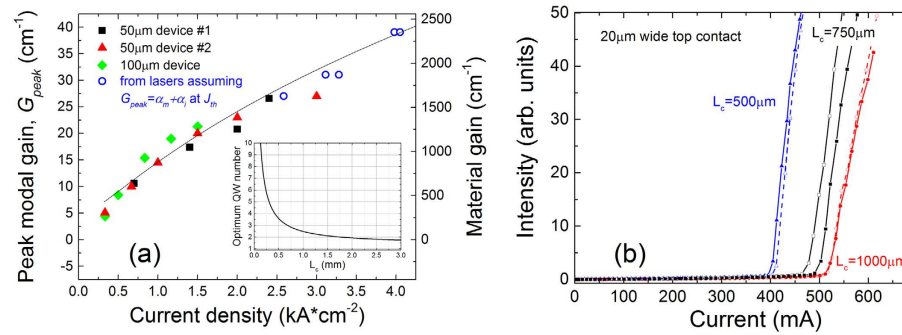 50μm device #1
50μm device #2
100μm device
from lasers assuming
G_peak=α_m+α_i at J_th
Peak modal gain, G_peak (cm⁻¹)
45
40
35
30
25
20
15
10
5
0
-5
2500
2000
1500
1000
500
0
Material gain (cm⁻¹)
(a)
Optimum QW number
10
9
8
7
6
5
4
3
2
1
0.0 0.5 1.0 1.5 2.0 2.5 3.0
L_c (mm)
0.0 0.5 1.0 1.5 2.0 2.5 3.0 3.5 4.0
Current density (kA*cm⁻²)
20μm wide top contact
L_c=750μm
L_c=500μm
L_c=1000μm
Intensity (arb. units)
50
40
30
20
10
0
(b)
0 100 200 300 400 500 600
Current (mA)